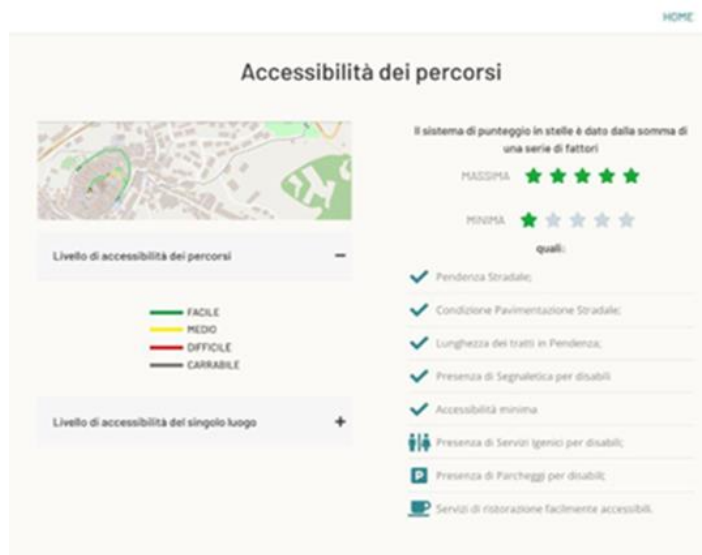 HOME
Accessibilità dei percorsi
Livello di accessibilità dei percorsi
FACILE
MEDIO
DIFFICILE
CARRABILE
Livello di accessibilità del singolo luogo
Il sistema di punteggio in stelle è dato dalla somma di
una serie di fattori
MASSIMA
MINIMA
quali:
Pendenza Stradale;
Condizione Pavimentazione Stradale;
Lunghezza dei tratti in Pendenza;
Presenza di Segnaletica per disabili
Accessibilità minima
Presenza di Servizi Igenici per disabili;
P Presenza di Parcheggi per disabili;
Servizi di ristorazione facilmente accessibili.